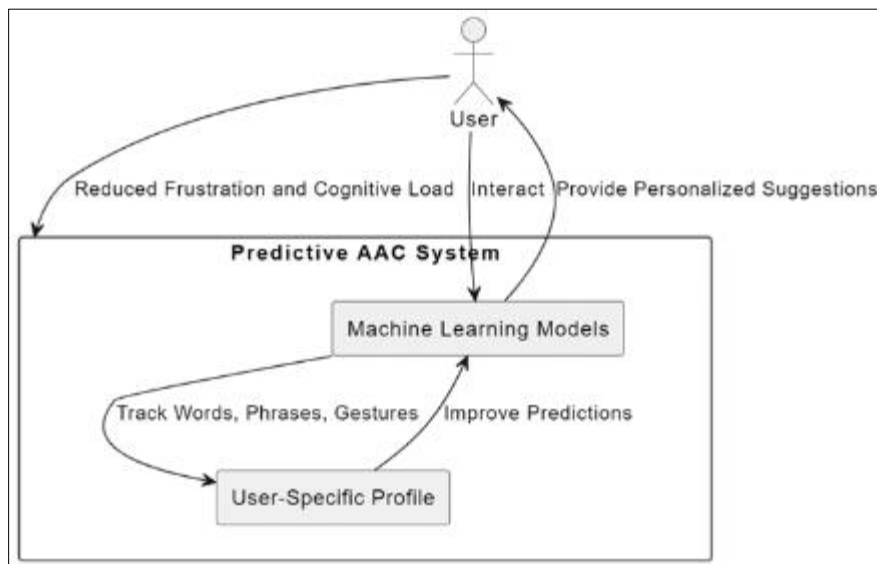 User
Reduced Frustration and Cognitive Load
Interact
Provide Personalized Suggestions
Predictive AAC System
Machine Learning Models
Track Words, Phrases, Gestures
Improve Predictions
User-Specific Profile